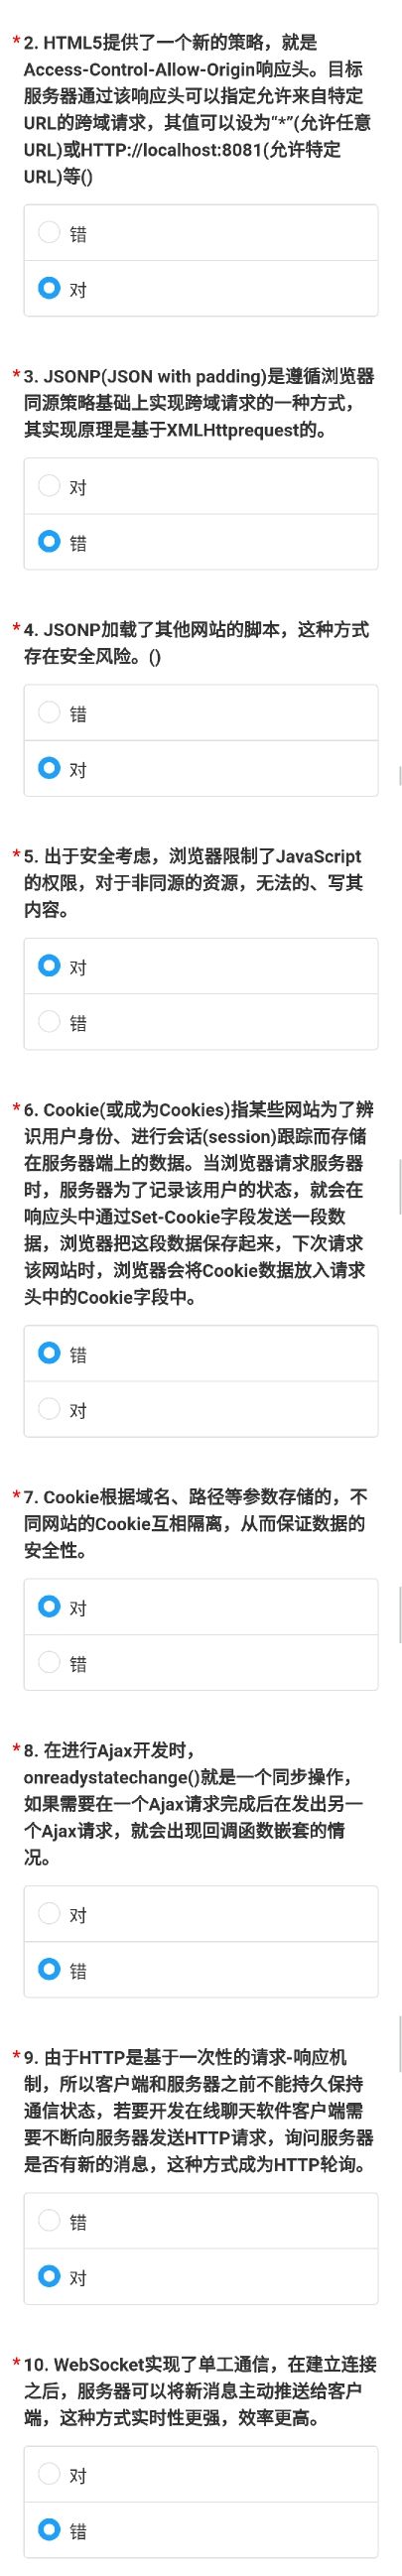 *2. HTML5提供了一个新的策略，就是
Access-Control-Allow-Origin响应头。目标
服务器通过该响应头可以指定允许来自特定
URL的跨域请求，其值可以设为“*”(允许任意
URL)或HTTP://localhost:8081(允许特定
URL)等()
错
对
*3. JSONP(JSON with padding)是遵循浏览器
同源策略基础上实现跨域请求的一种方式，
其实现原理是基于XMLHttprequest的。
对
错
*4. JSONP加载了其他网站的脚本，这种方式
存在安全风险。()
错
对
*5. 出于安全考虑，浏览器限制了JavaScript
的权限，对于非同源的资源，无法的、写其
内容。
对
错
*6. Cookie(或成为Cookies)指某些网站为了辨
识用户身份、进行会话(session)跟踪而存储
在服务器端上的数据。当浏览器请求服务器
时，服务器为了记录该用户的状态，就会在
响应头中通过Set-Cookie字段发送一段数
据，浏览器把这段数据保存起来，下次请求
该网站时，浏览器会将Cookie数据放入请求
头中的Cookie字段中。
错
对
*7. Cookie根据域名、路径等参数存储的，不
同网站的Cookie互相隔离，从而保证数据的
安全性。
对
错
*8. 在进行Ajax开发时，
onreadystatechange()就是一个同步操作，
如果需要在一个Ajax请求完成后在发出另一
个Ajax请求，就会出现回调函数嵌套的情
况。
对
错
*9. 由于HTTP是基于一次性的请求-响应机
制，所以客户端和服务器之前不能持久保持
通信状态，若要开发在线聊天软件客户端需
要不断向服务器发送HTTP请求，询问服务器
是否有新的消息，这种方式成为HTTP轮询。
错
对
*10. WebSocket实现了单工通信，在建立连接
之后，服务器可以将新消息主动推送给客户
端，这种方式实时性更强，效率更高。
对
错